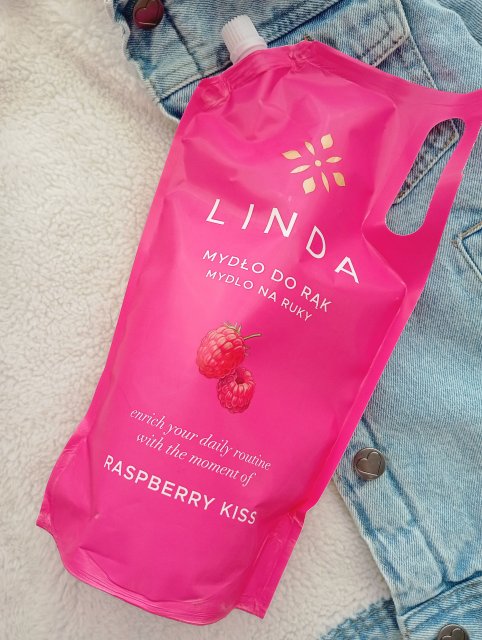 LINDA
MYDŁO DO RĄK
MYDLO NA RUKY
enrich your daily routine
with the moment of
RASPBERRY KISS